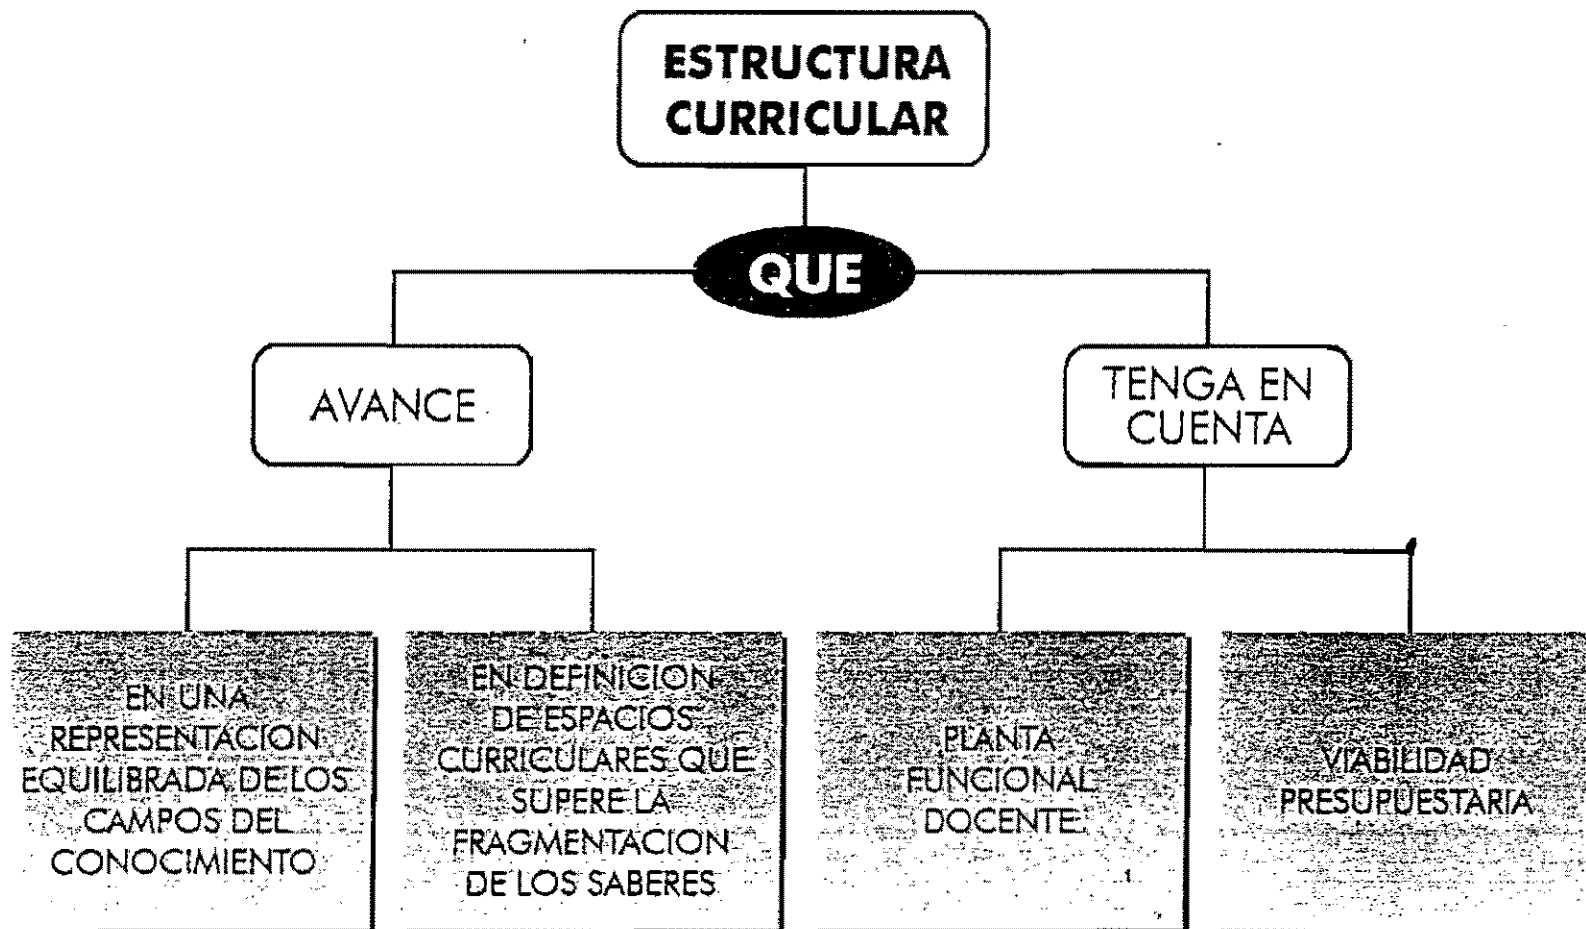 ESTRUCTURA
CURRICULAR
QUE
AVANCE
TENGA EN
CUENTA
EN UNA
REPRESENTACION
EQUILIBRADA DE LOS
CAMPOS DEL
CONOCIMIENTO
EN DEFINICION
DE ESPACIOS
CURRICULARES QUE
SUPERE LA
FRAGMENTACION
DE LOS SABERES
PLANTA
FUNCIONAL
DOCENTE
VIABILIDAD
PRESUPUESTARIA